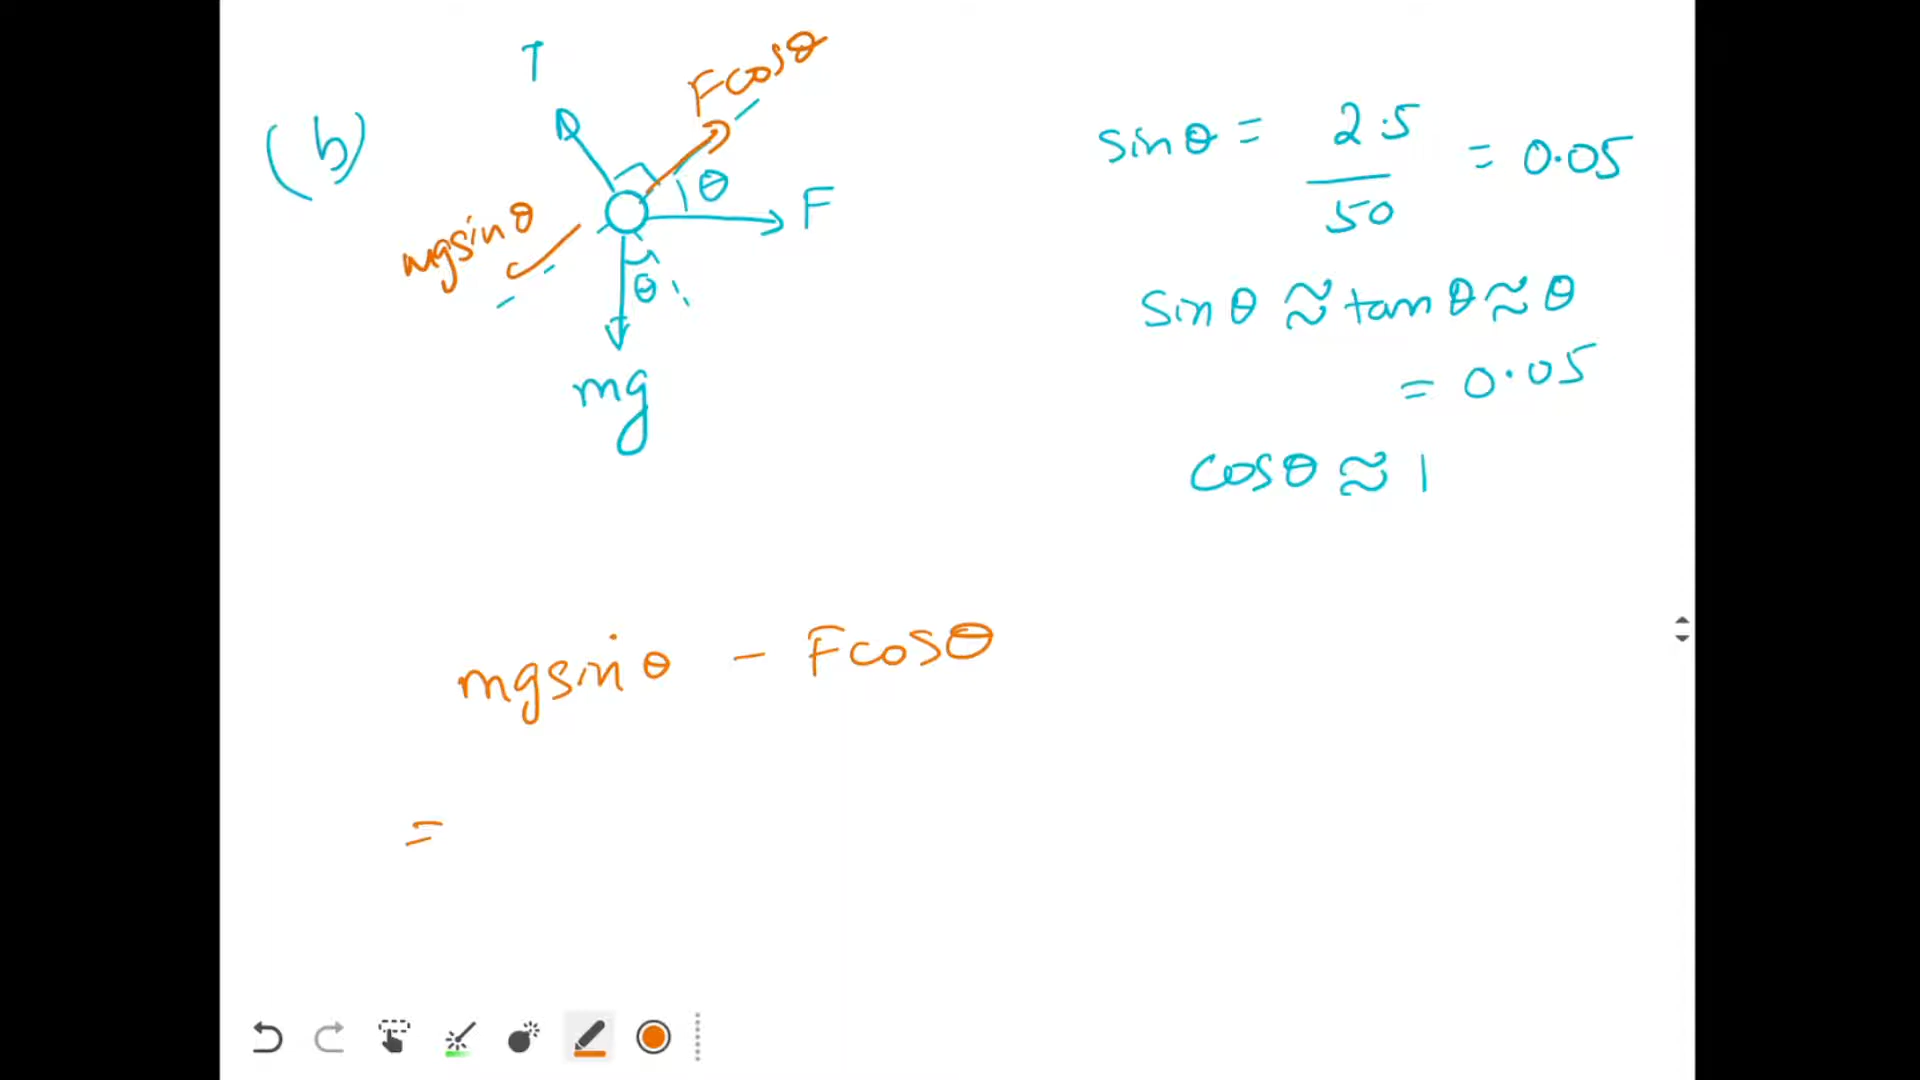 (b)
T
Fcosθ
θ
F
mgsinθ
θ
mg
sinθ = 2.5/50 = 0.05
sinθ ≈ tanθ ≈ θ
= 0.05
cosθ ≈ 1
mgsinθ - Fcosθ
=